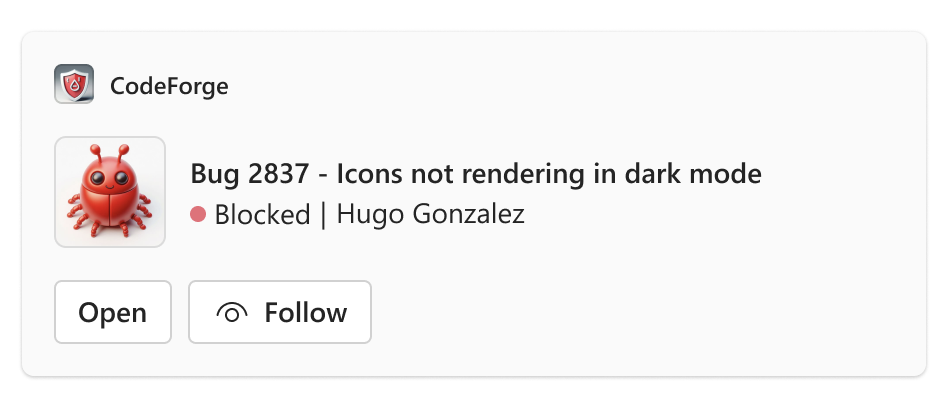 CodeForge
Bug 2837 - Icons not rendering in dark mode
Blocked | Hugo Gonzalez
Open
Follow